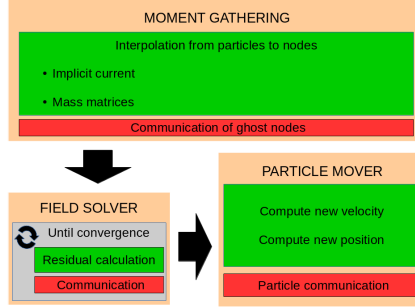 MOMENT GATHERING
Interpolation from particles to nodes
• Implicit current
• Mass matrices
Communication of ghost nodes
FIELD SOLVER
Until convergence
Residual calculation
Communication
PARTICLE MOVER
Compute new velocity
Compute new position
Particle communication